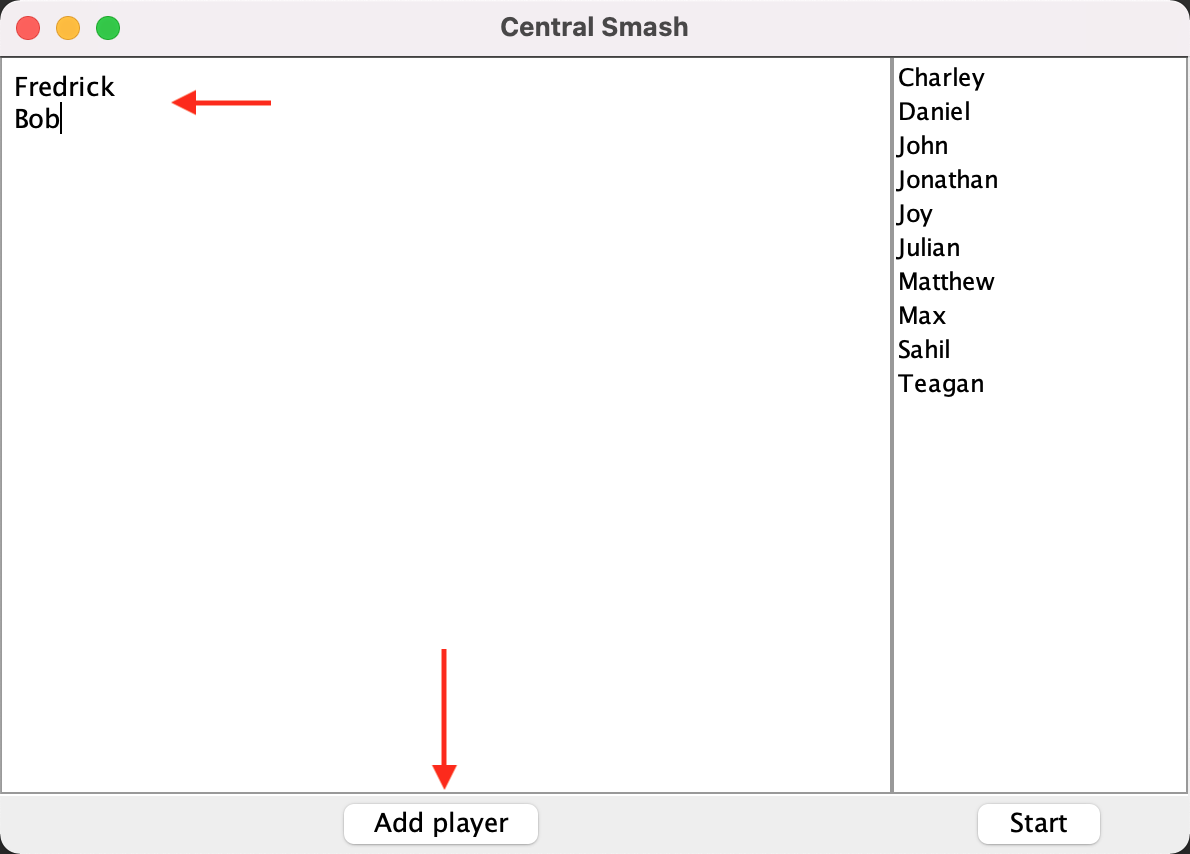 Central Smash
Fredrick
Bob
Charley
Daniel
John
Jonathan
Joy
Julian
Matthew
Max
Sahil
Teagan
Add player
Start